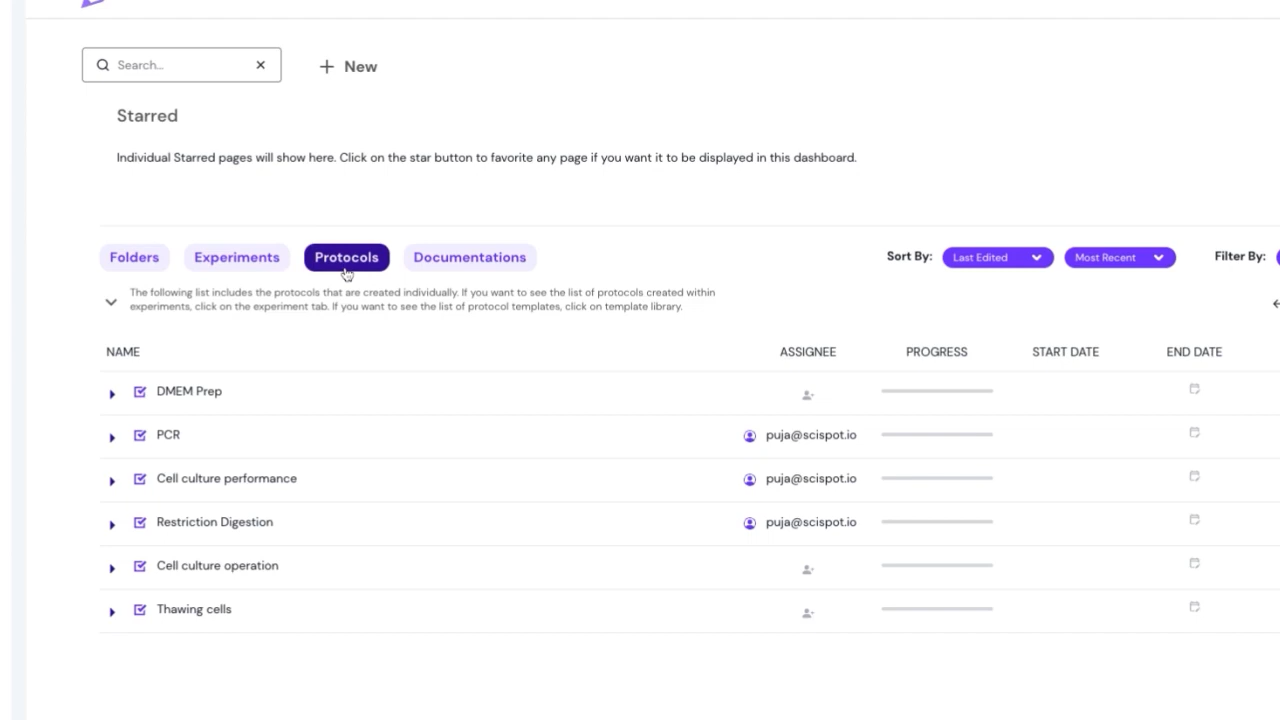 Search...
New
Starred
Individual Starred pages will show here. Click on the star button to favorite any page if you want it to be displayed in this dashboard.
Folders Experiments Protocols Documentations Sort By: Last Edited Most Recent Filter By:
The following list includes the protocols that are created individually. If you want to see the list of protocols created within
experiments, click on the experiment tab. If you want to see the list of protocol templates, click on template library.
NAME ASSIGNEE PROGRESS START DATE END DATE
DMEM Prep
PCR puja@scispot.io
Cell culture performance puja@scispot.io
Restriction Digestion puja@scispot.io
Cell culture operation
Thawing cells